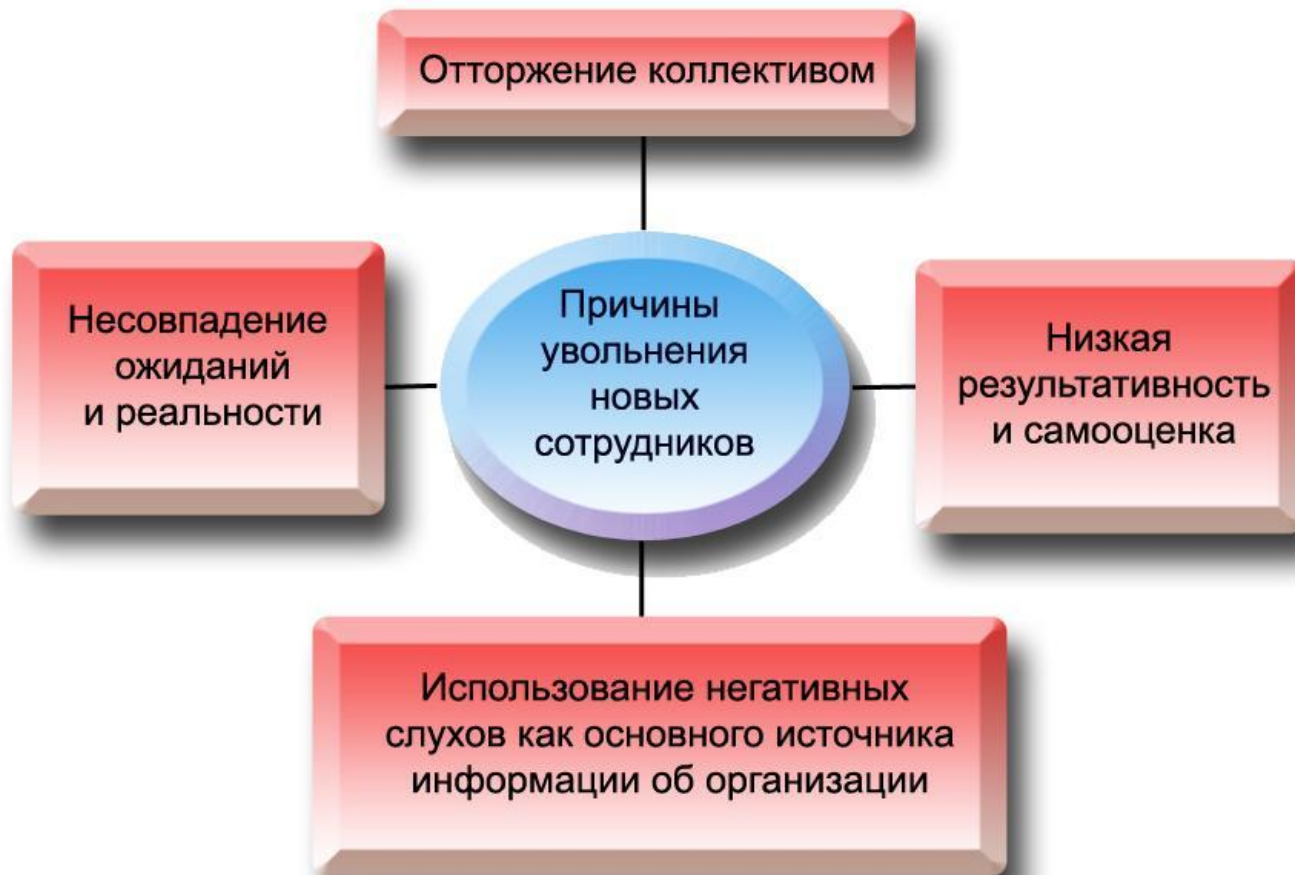 Отторжение коллективом
Несовпадение
ожиданий
и реальности
Причины
увольнения
новых
сотрудников
Низкая
результативность
и самооценка
Использование негативных
слухов как основного источника
информации об организации